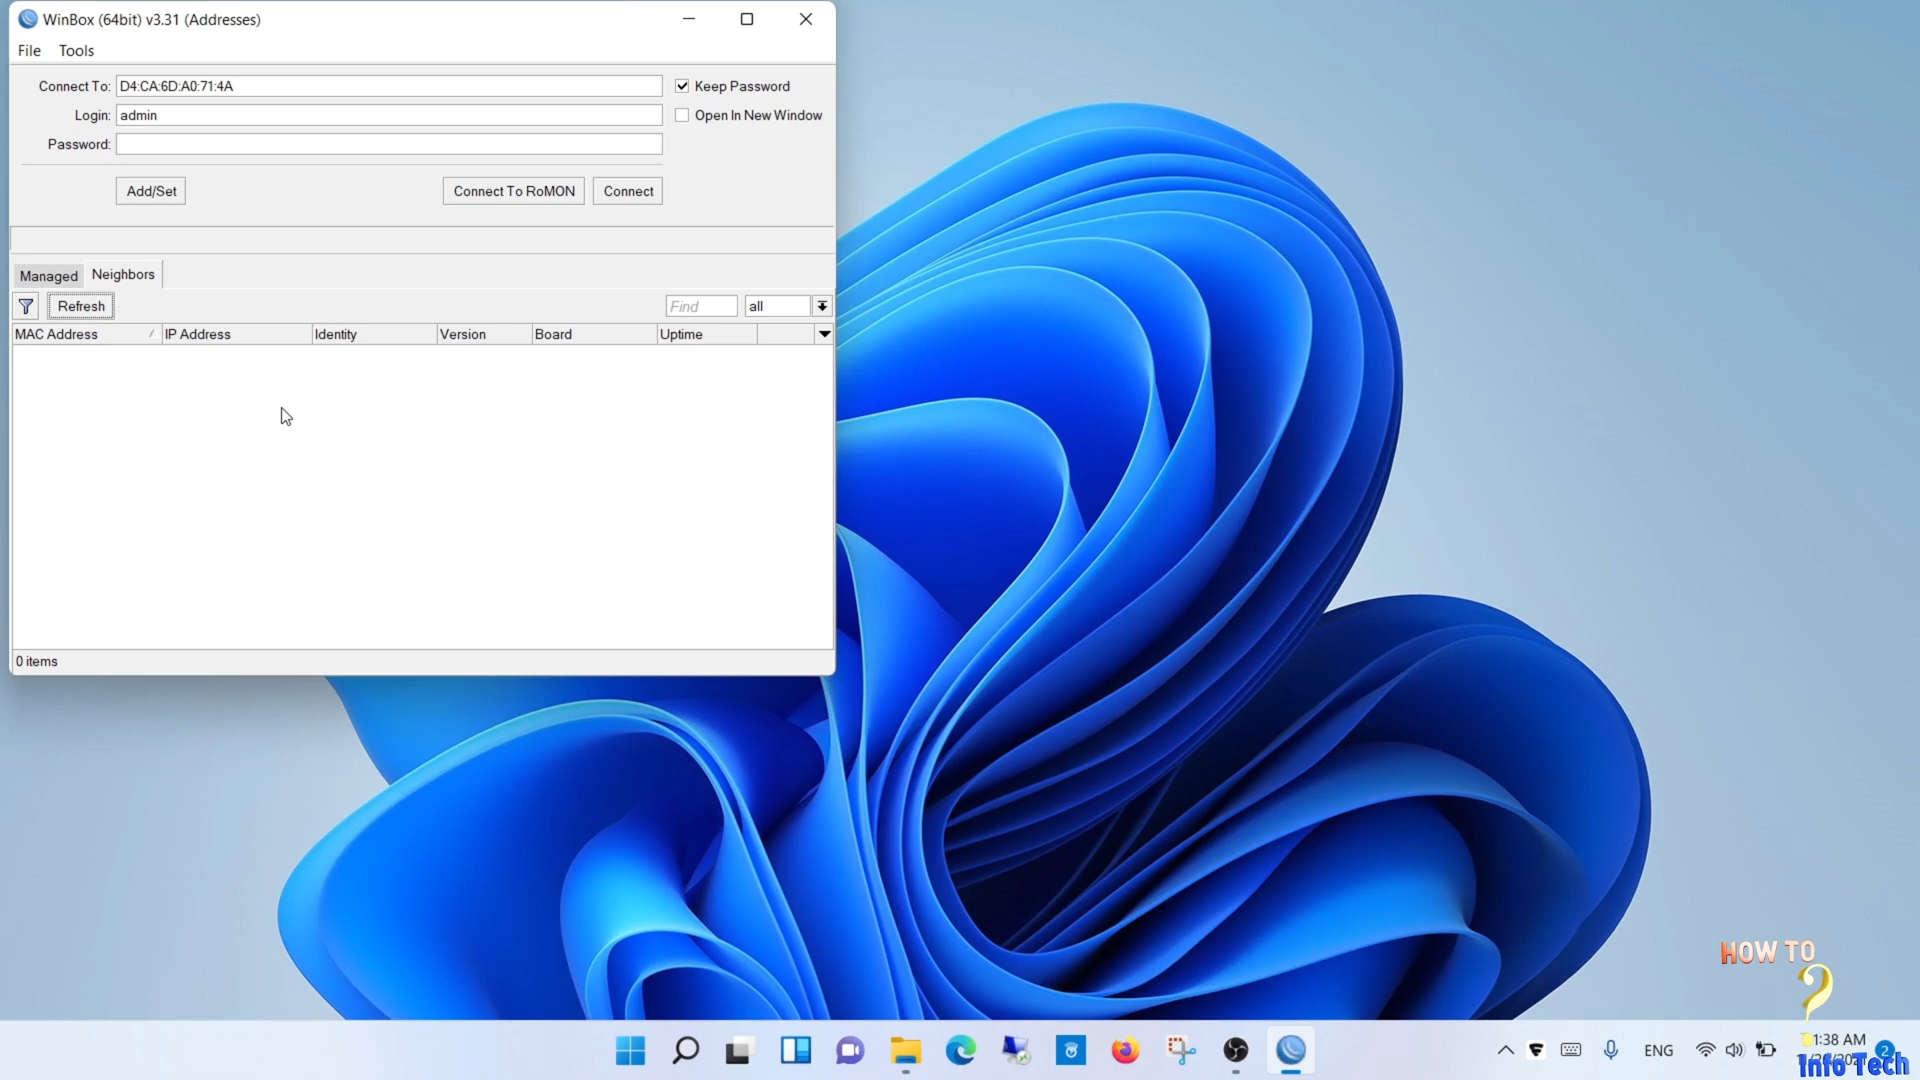 WinBox (64bit) v3.31 (Addresses)
File Tools
Connect To: D4:CA:6D:A0:71:4A Keep Password
Login: admin Open In New Window
Password:
Add/Set Connect To RoMON Connect
Managed Neighbors
Refresh Find all
MAC Address IP Address Identity Version Board Uptime
0 items
HOW TO
?
Info Tech
ENG
1:38 AM
2